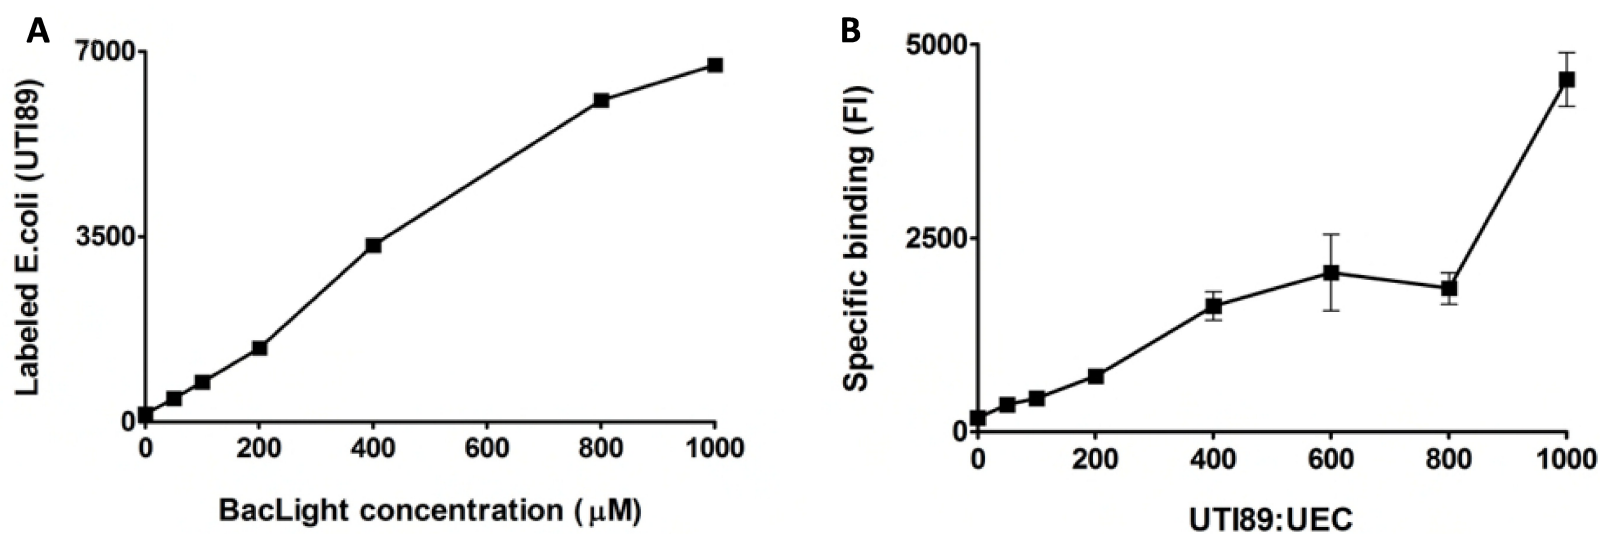 A
7000
3500
0
Labeled E.coli (UTI89)
0 200 400 600 800 1000
BacLight concentration (μM)
B
5000
2500
0
Specific binding (FI)
0 200 400 600 800 1000
UTI89:UEC